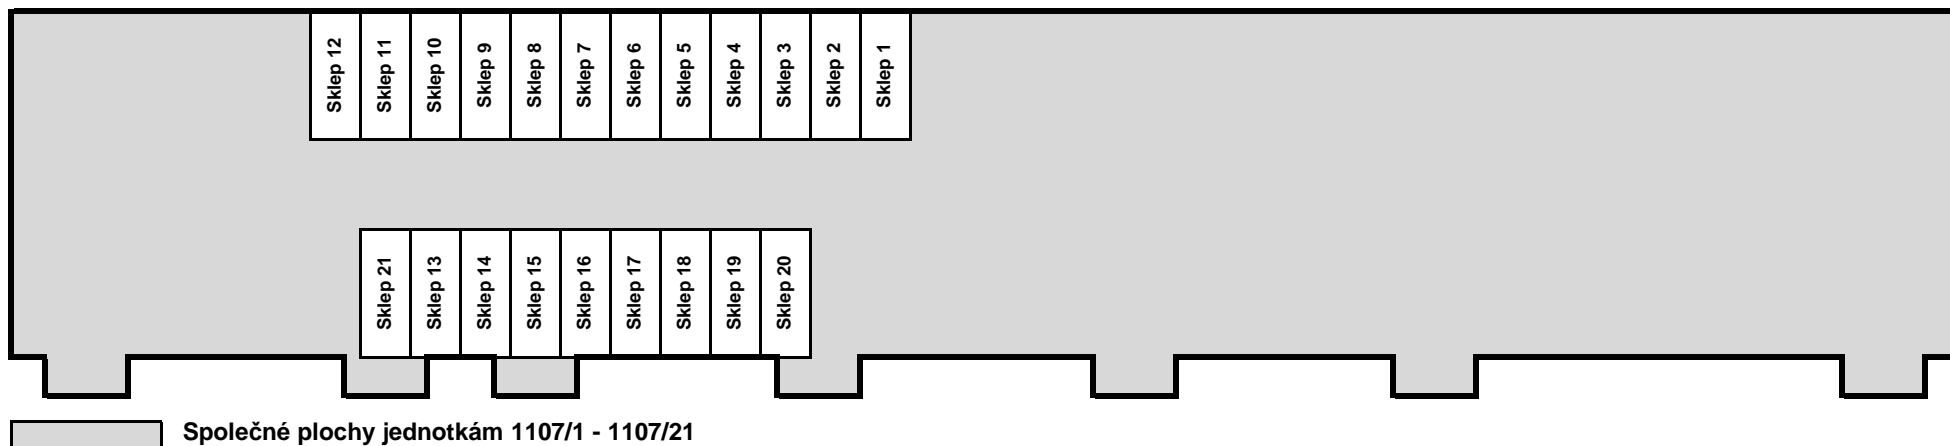 Sklep 12
Sklep 11
Sklep 10
Sklep 9
Sklep 8
Sklep 7
Sklep 6
Sklep 5
Sklep 4
Sklep 3
Sklep 2
Sklep 1
Sklep 21
Sklep 13
Sklep 14
Sklep 15
Sklep 16
Sklep 17
Sklep 18
Sklep 19
Sklep 20
Společné plochy jednotkám 1107/1 - 1107/21